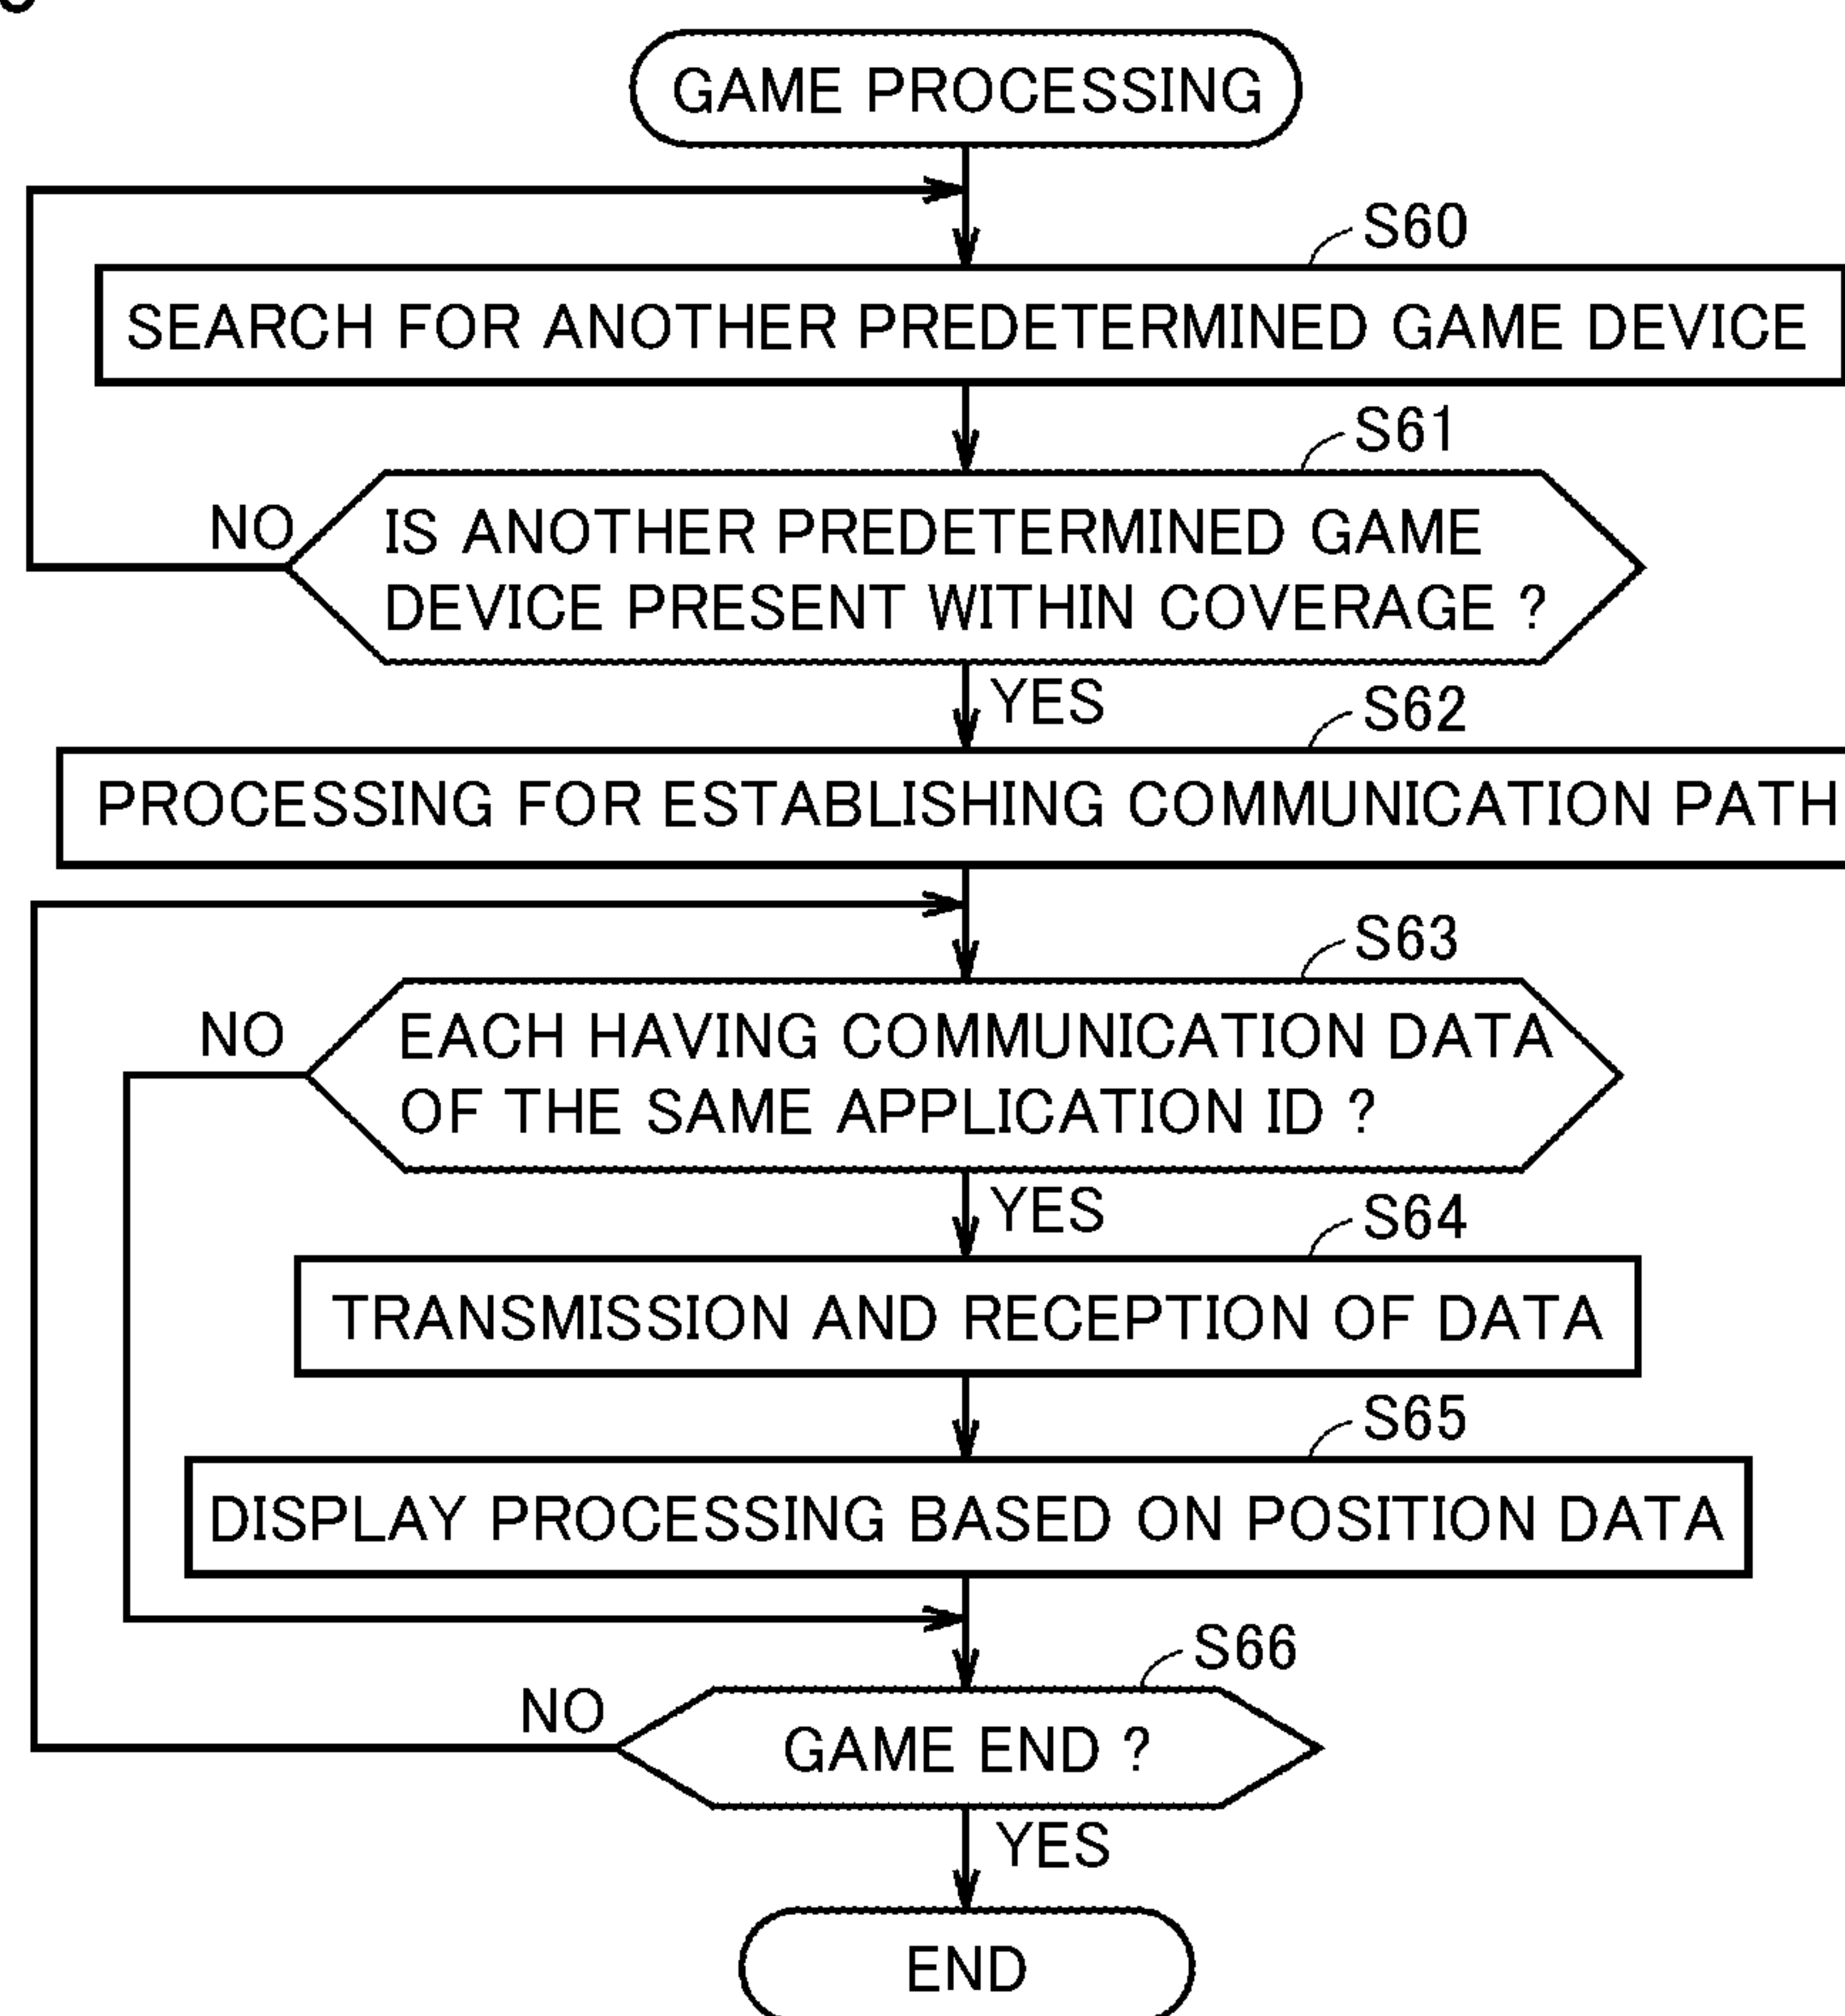 GAME PROCESSING
S60
SEARCH FOR ANOTHER PREDETERMINED GAME DEVICE
S61
NO
IS ANOTHER PREDETERMINED GAME
DEVICE PRESENT WITHIN COVERAGE ?
YES
S62
PROCESSING FOR ESTABLISHING COMMUNICATION PATH
S63
NO
EACH HAVING COMMUNICATION DATA
OF THE SAME APPLICATION ID ?
YES
S64
TRANSMISSION AND RECEPTION OF DATA
S65
DISPLAY PROCESSING BASED ON POSITION DATA
S66
NO
GAME END ?
YES
END